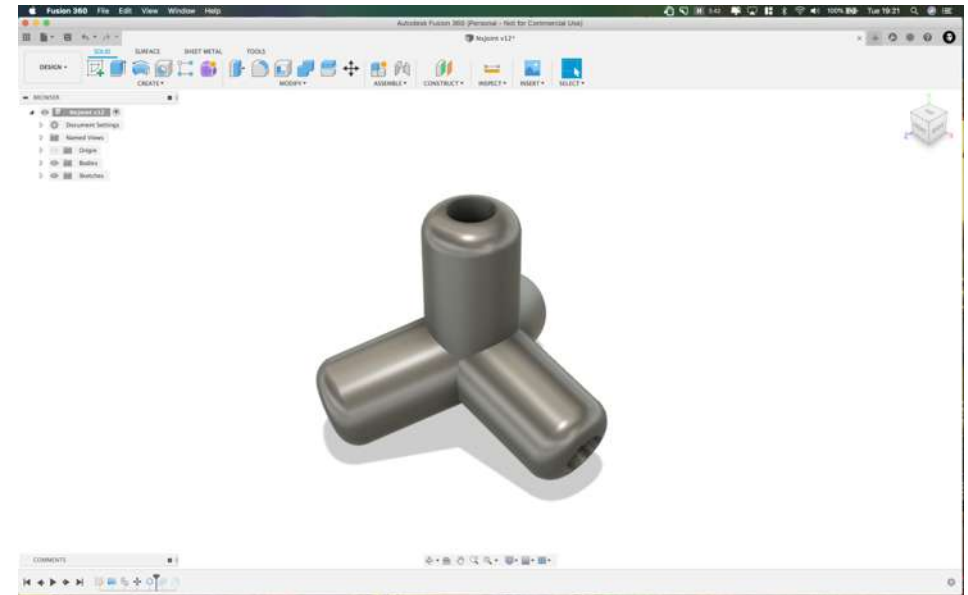 Fusion 360 File Edit View Window Help 100% Tue 19:21
Autodesk Fusion 360 (Personal - Not for Commercial Use)
SOLID SURFACE SHEET METAL TOOLS
DESIGN
CREATE MODIFY ASSEMBLE CONSTRUCT INSPECT INSERT SELECT
BROWSER
Document Settings
Named Views
Origin
Bodies
Sketches
COMMENTS